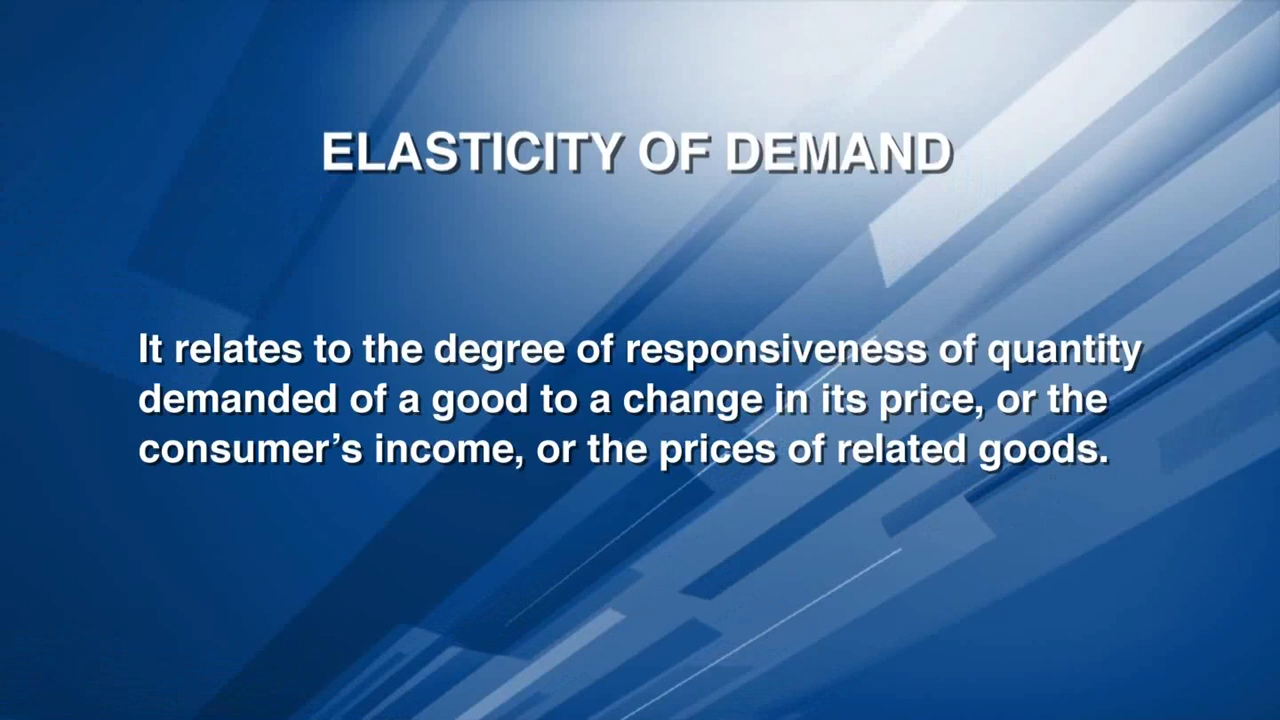 ELASTICITY OF DEMAND
It relates to the degree of responsiveness of quantity
demanded of a good to a change in its price, or the
consumer’s income, or the prices of related goods.